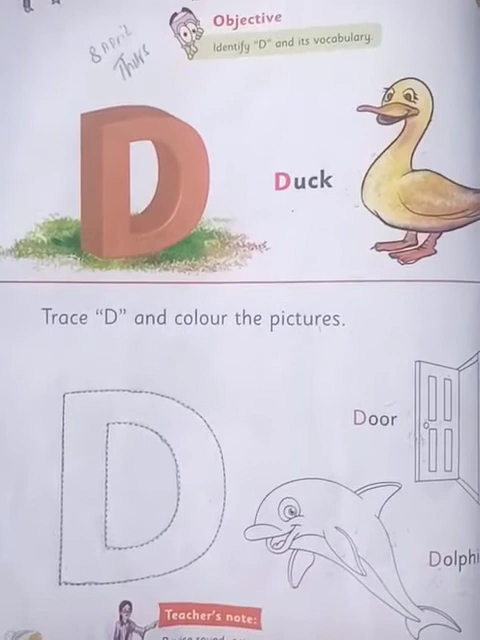 Objective
Identify "D" and its vocabulary.
8 April
Thurs
D
Duck
Trace "D" and colour the pictures.
D
Door
Dolphi
Teacher's note: